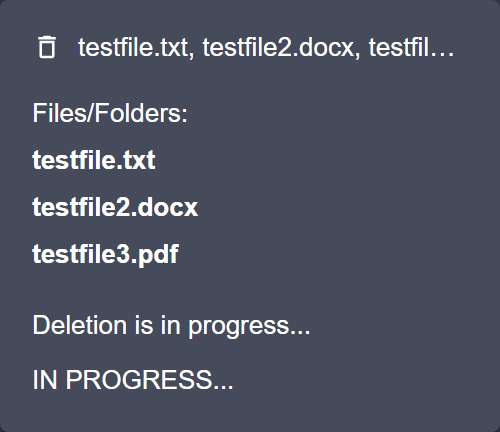 testfile.txt, testfile2.docx, testfil...
Files/Folders:
testfile.txt
testfile2.docx
testfile3.pdf
Deletion is in progress...
IN PROGRESS...